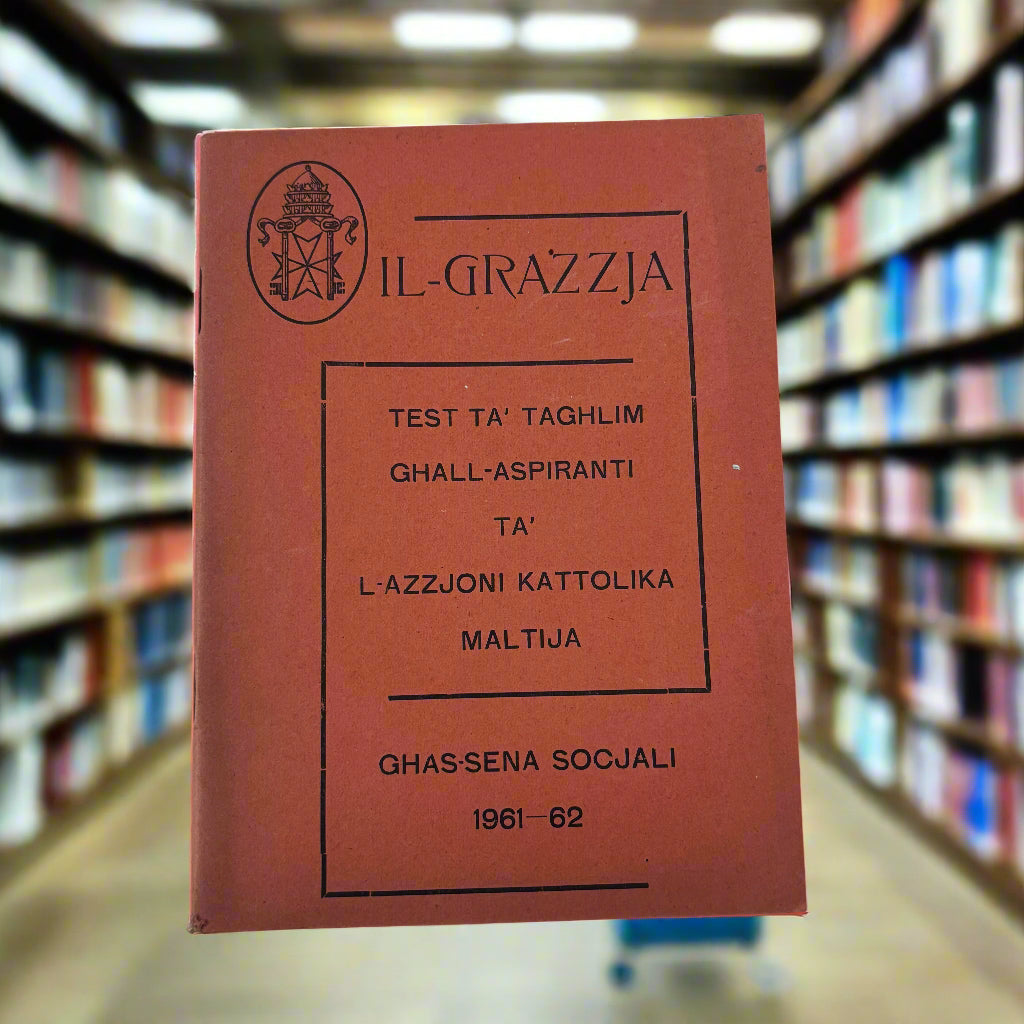 IL-GRAZZJA
TEST TA' TAGHLIM
GHALL-ASPIRANTI
TA'
L-AZZJONI KATTOLIKA
MALTIJA
GHAS-SENA SOCJALI
1961—62